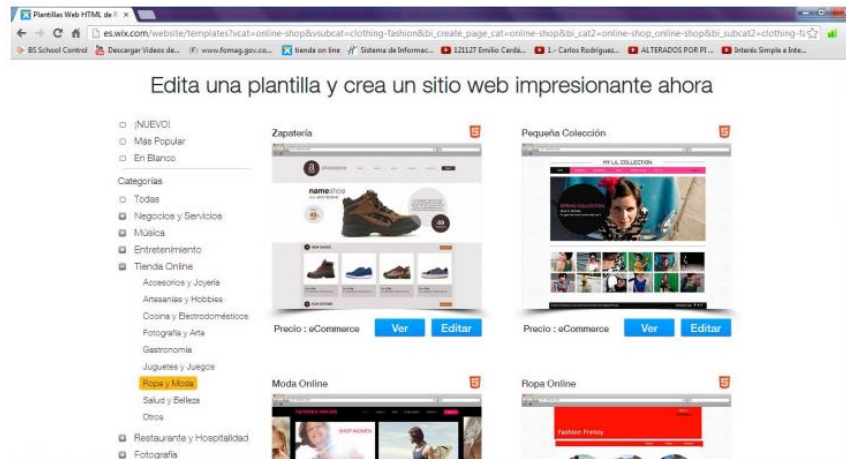 Plantillas Web HTML de
es.wix.com/website/templates?vcat=online-shop&vsubcat=clothing-fashion&bi_create_page_cat=online-shop&bi_cat2=online-shop_online-shop&bi_subcat2=clothing-fa
BS School Control Descargar Videos de... www.fomag.gov.co... tienda on line Sistema de Informac... 121127 Emilio Cerdá... 1.- Carlos Rodríguez... ALTERADOS POR PI... Interés Simple e Inte...
Edita una plantilla y crea un sitio web impresionante ahora
¡NUEVO!
Más Popular
En Blanco
Categorías
Todas
Negocios y Servicios
Música
Entretenimiento
Tienda Online
Accesorios y Joyería
Artesanías y Hobbies
Cocina y Electrodomésticos
Fotografía y Arte
Gastronomía
Juguetes y Juegos
Ropa y Moda
Salud y Belleza
Otros
Restaurante y Hospitalidad
Fotografía
Zapatería
nameshoe
49
Precio : eCommerce Ver Editar
Pequeña Colección
MY LIL COLLECTION
SPRING COLLECTION
Precio : eCommerce Ver Editar
Moda Online
SHOP WOMEN
Ropa Online
Fashion Frenzy